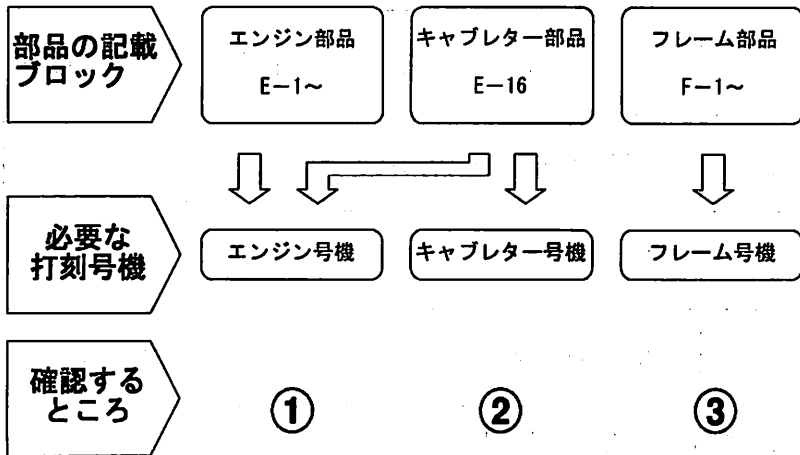 部品の記載
ブロック
エンジン部品
E－1～
キャブレター部品
E－16
フレーム部品
F－1～
必要な
打刻号機
エンジン号機
キャブレター号機
フレーム号機
確認する
ところ
①
②
③